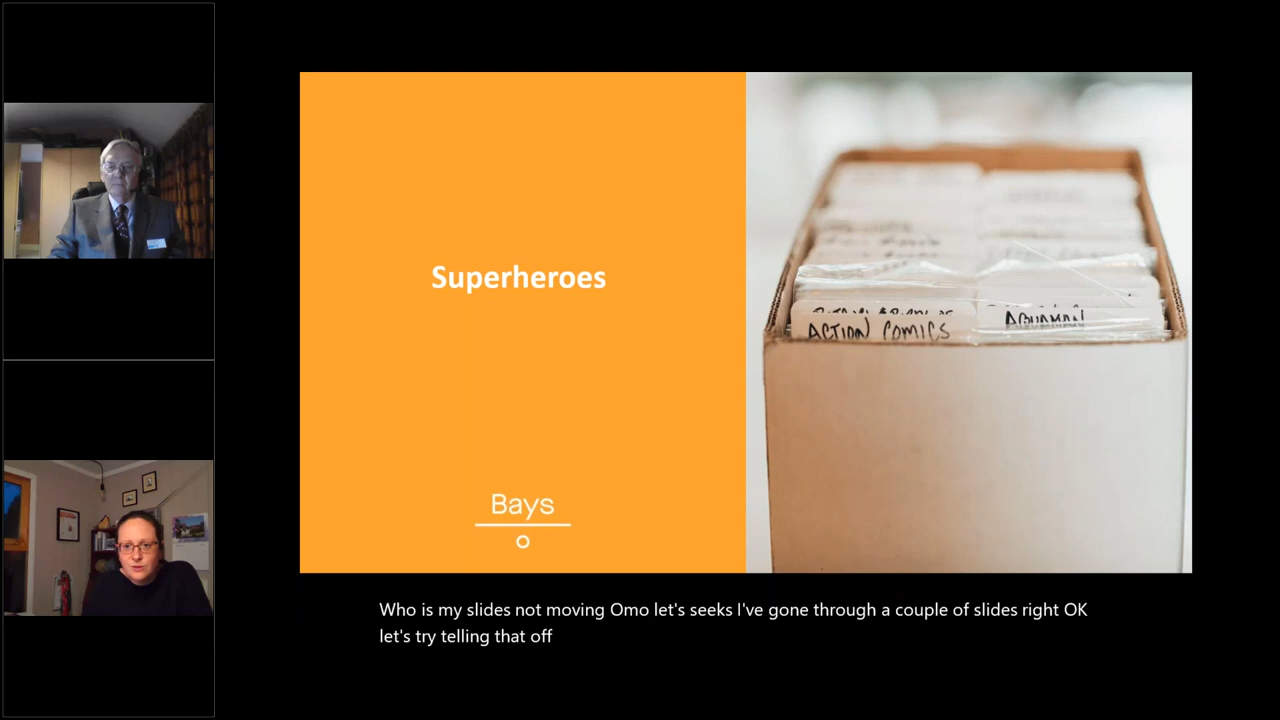 Superheroes
ACTION COMICS
AQUAMAN
Bays
Who is my slides not moving Omo let's seeks I've gone through a couple of slides right OK
let's try telling that off